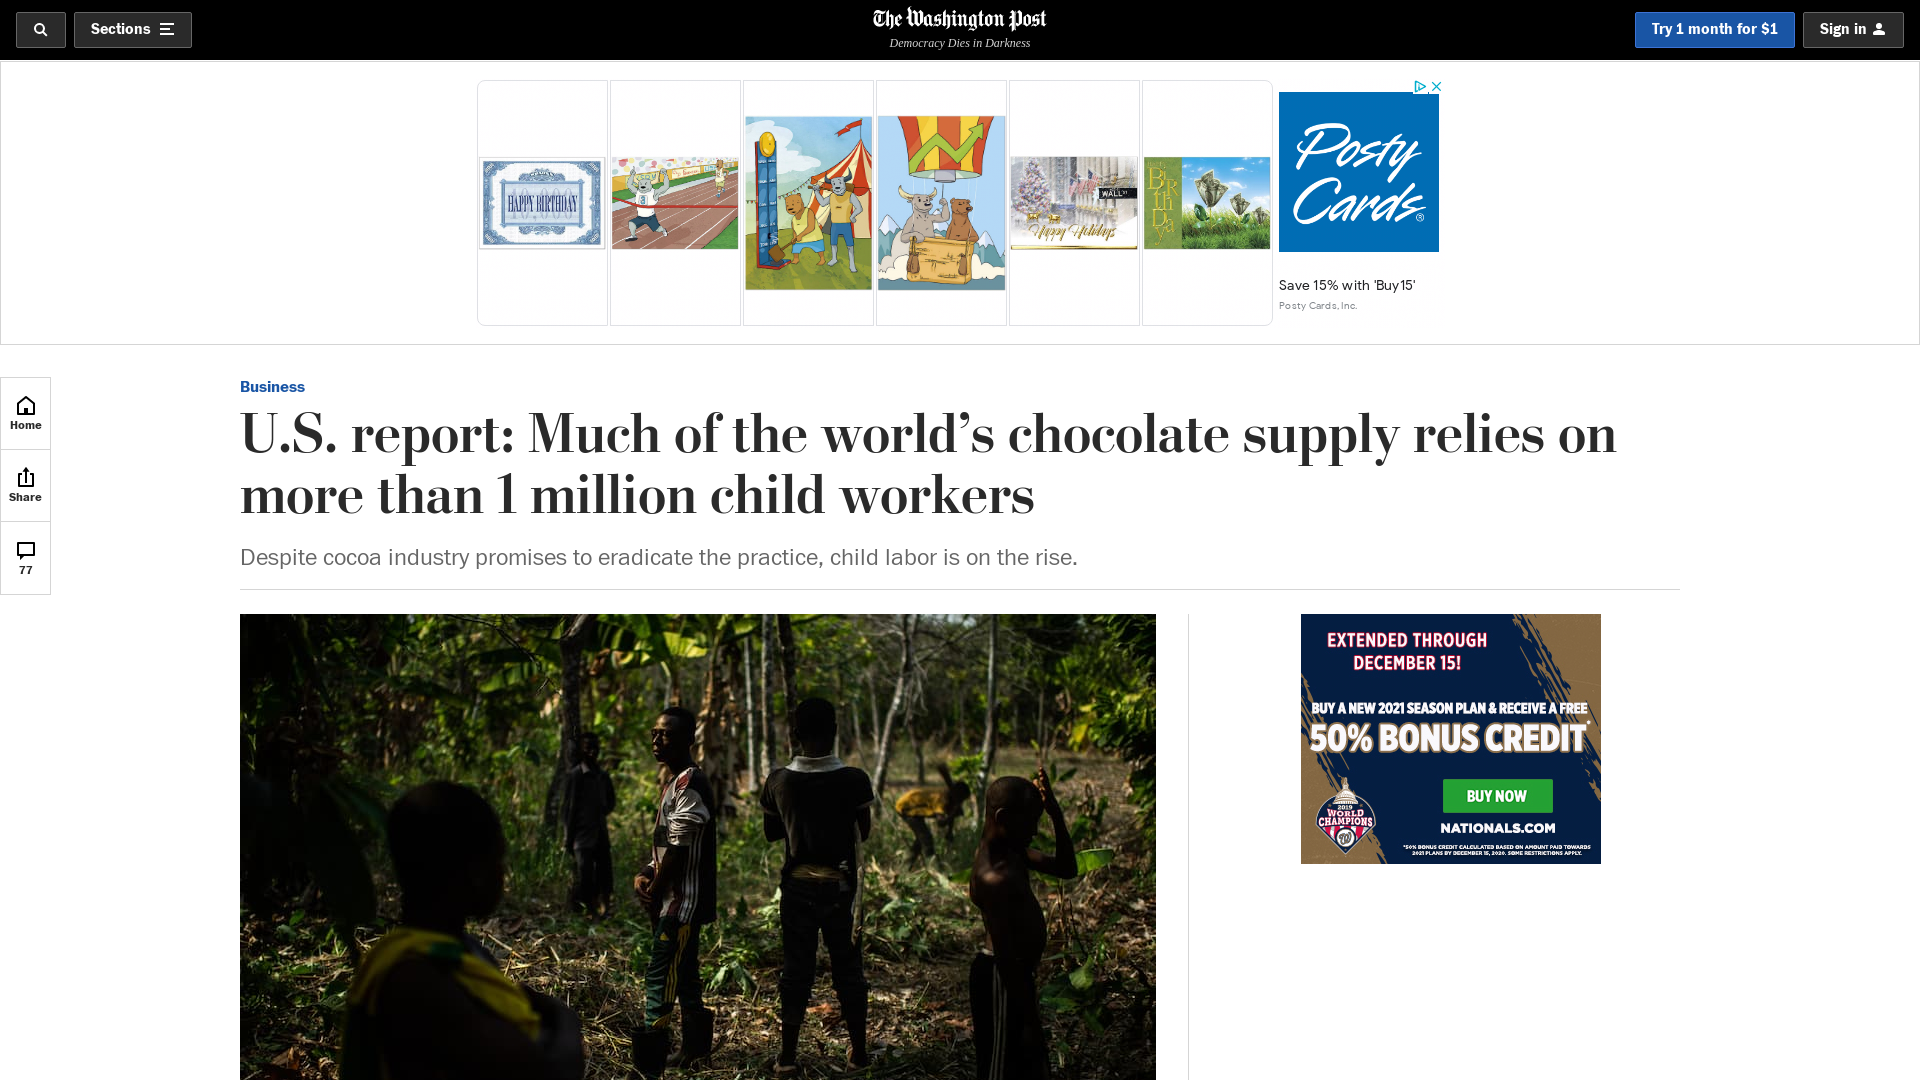 Sections
The Washington Post
Democracy Dies in Darkness
Try 1 month for $1
Sign in
HAPPY BIRTHDAY
WALL ST
Happy Holidays
BiRthDay
Posty
Cards®
Save 15% with 'Buy15'
Posty Cards, Inc.
Home
Share
77
Business
U.S. report: Much of the world’s chocolate supply relies on
more than 1 million child workers
Despite cocoa industry promises to eradicate the practice, child labor is on the rise.
EXTENDED THROUGH
DECEMBER 15!
BUY A NEW 2021 SEASON PLAN & RECEIVE A FREE
50% BONUS CREDIT*
BUY NOW
2019
WORLD
CHAMPIONS
W
NATIONALS.COM
*50% BONUS CREDIT CALCULATED BASED ON AMOUNT PAID TOWARDS
2021 PLANS BY DECEMBER 15, 2020. SOME RESTRICTIONS APPLY.